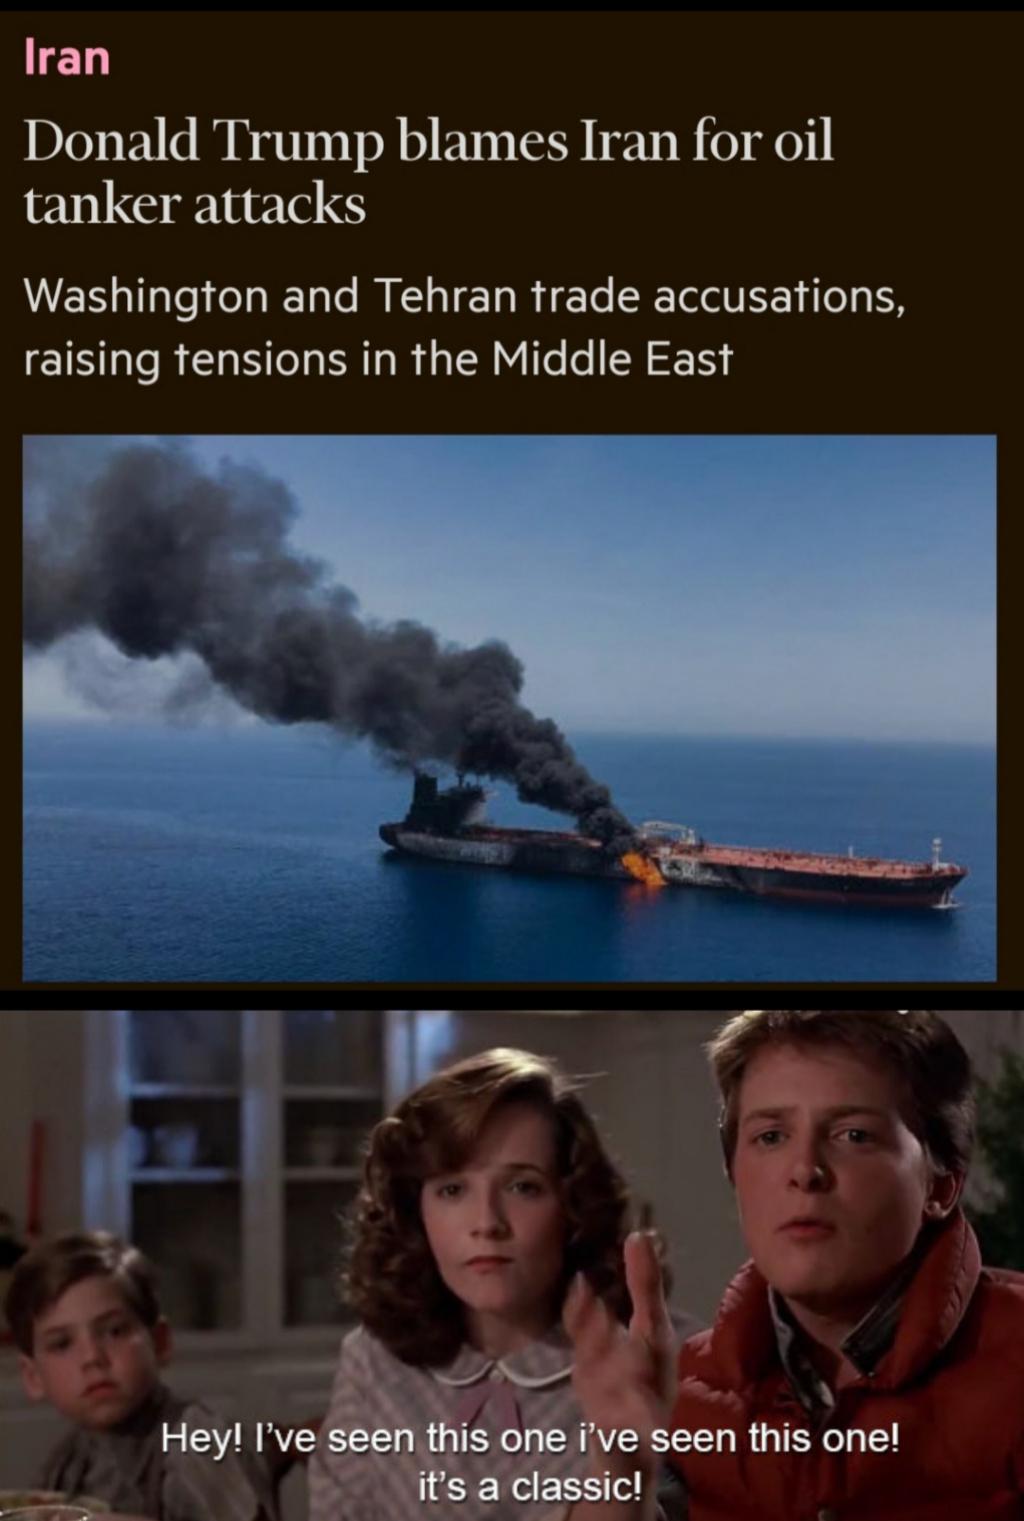 Iran
Donald Trump blames Iran for oil
tanker attacks
Washington and Tehran trade accusations,
raising tensions in the Middle East
Hey! I've seen this one i've seen this one!
it's a classic!